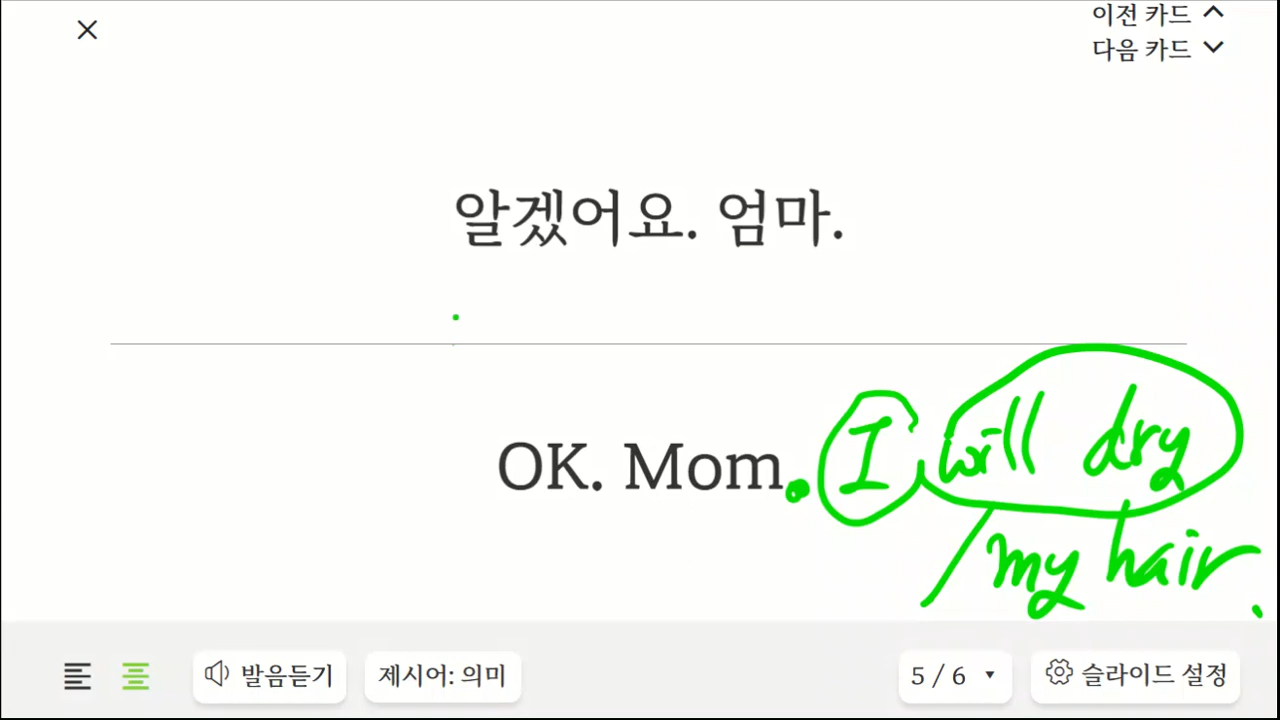 이전 카드
다음 카드
알겠어요. 엄마.
OK. Mom. I will dry
my hair.
발음듣기 제시어: 의미 5 / 6 슬라이드 설정